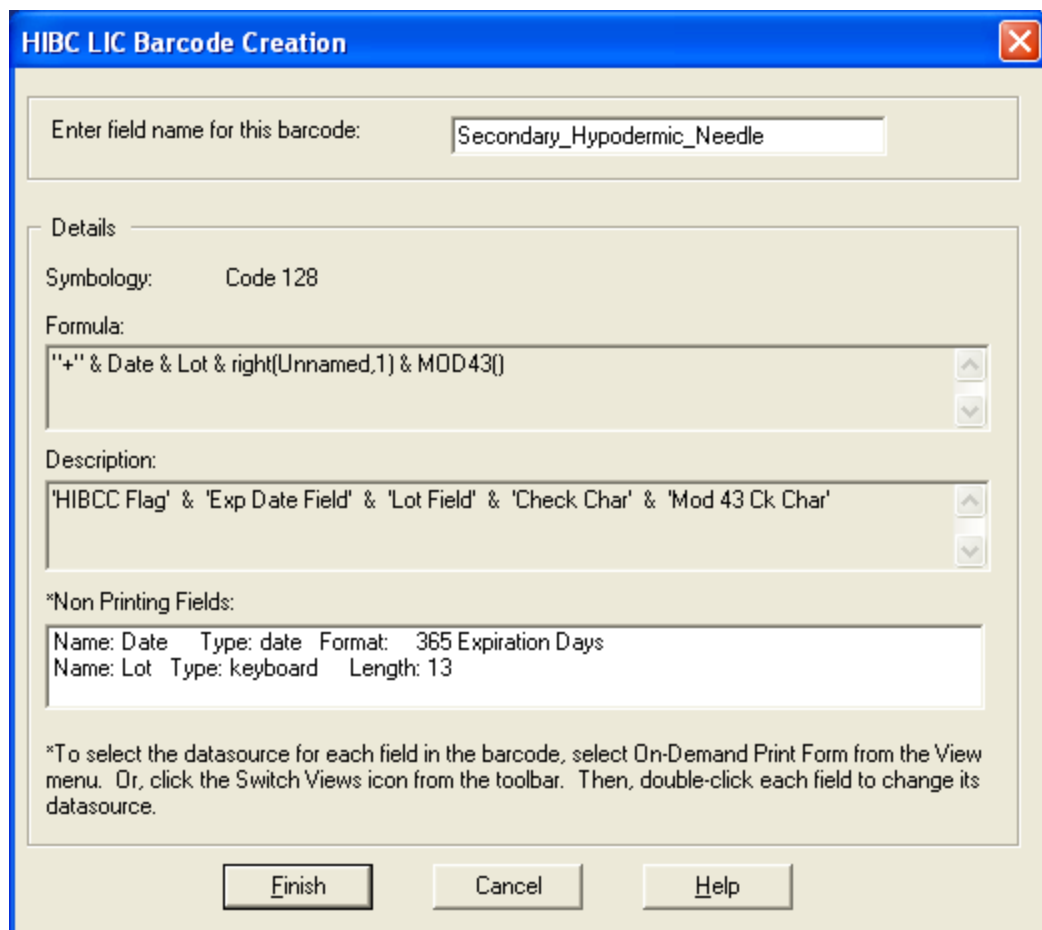 HIBC LIC Barcode Creation
Enter field name for this barcode: Secondary_Hypodermic_Needle
Details
Symbology: Code 128
Formula:
"+" & Date & Lot & right(Unnamed,1) & MOD43()
Description:
'HIBCC Flag' & 'Exp Date Field' & 'Lot Field' & 'Check Char' & 'Mod 43 Ck Char'
*Non Printing Fields:
Name: Date Type: date Format: 365 Expiration Days
Name: Lot Type: keyboard Length: 13
*To select the datasource for each field in the barcode, select On-Demand Print Form from the View
menu. Or, click the Switch Views icon from the toolbar. Then, double-click each field to change its
datasource.
Finish Cancel Help